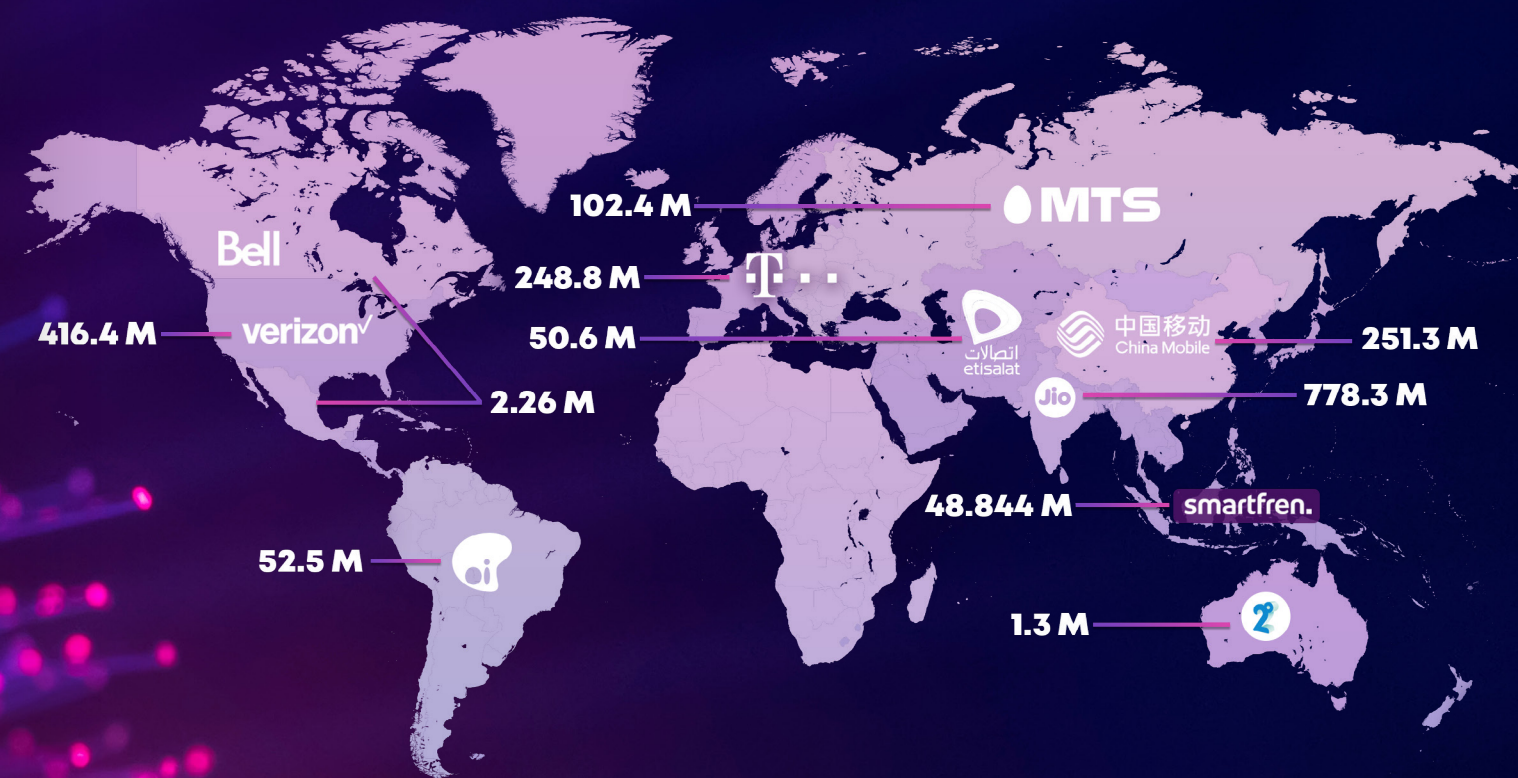 102.4 M
MTS
Bell
248.8 M
T
416.4 M
verizon
50.6 M
اتصالات
etisalat
中国移动
China Mobile
251.3 M
2.26 M
Jio
778.3 M
48.844 M
smartfren.
52.5 M
oi
1.3 M
2°